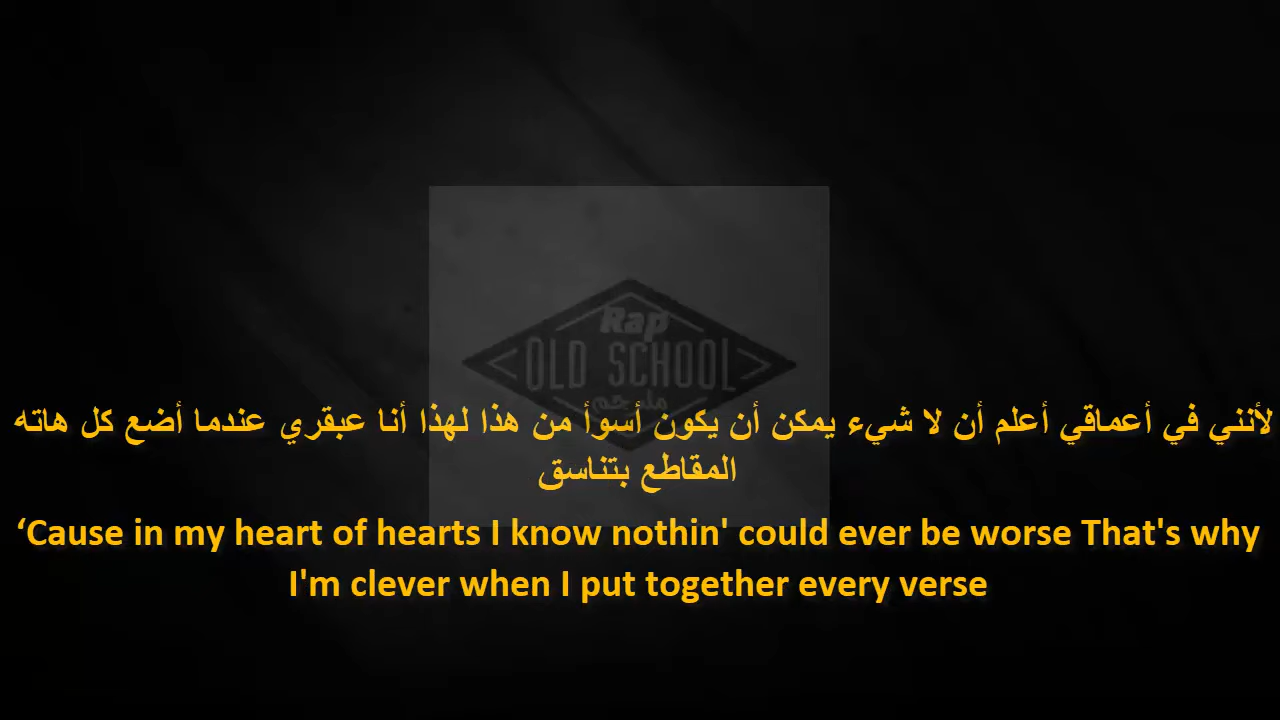 Rap
OLD SCHOOL
مترجم
لأنني في أعماقي أعلم أن لا شيء يمكن أن يكون أسوأ من هذا لهذا أنا عبقري عندما أضع كل هاته
المقاطع بتناسق
‘Cause in my heart of hearts I know nothin' could ever be worse That's why
I'm clever when I put together every verse